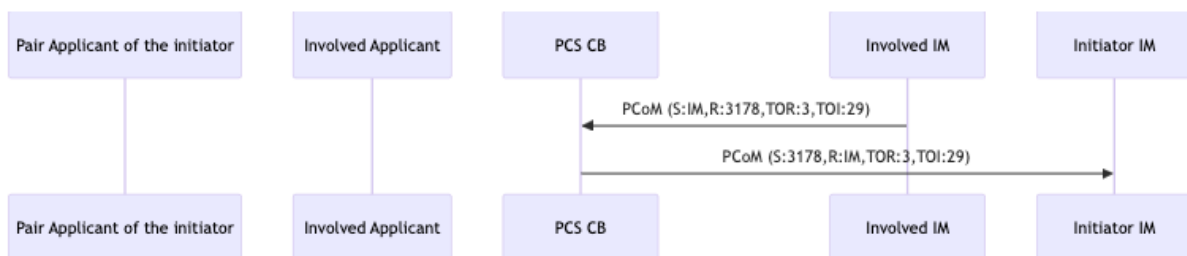 Pair Applicant of the initiator
Involved Applicant
PCS CB
Involved IM
Initiator IM
PCoM (S:IM,R:3178,TOR:3,TOI:29)
PCoM (S:3178,R:IM,TOR:3,TOI:29)
Pair Applicant of the initiator
Involved Applicant
PCS CB
Involved IM
Initiator IM